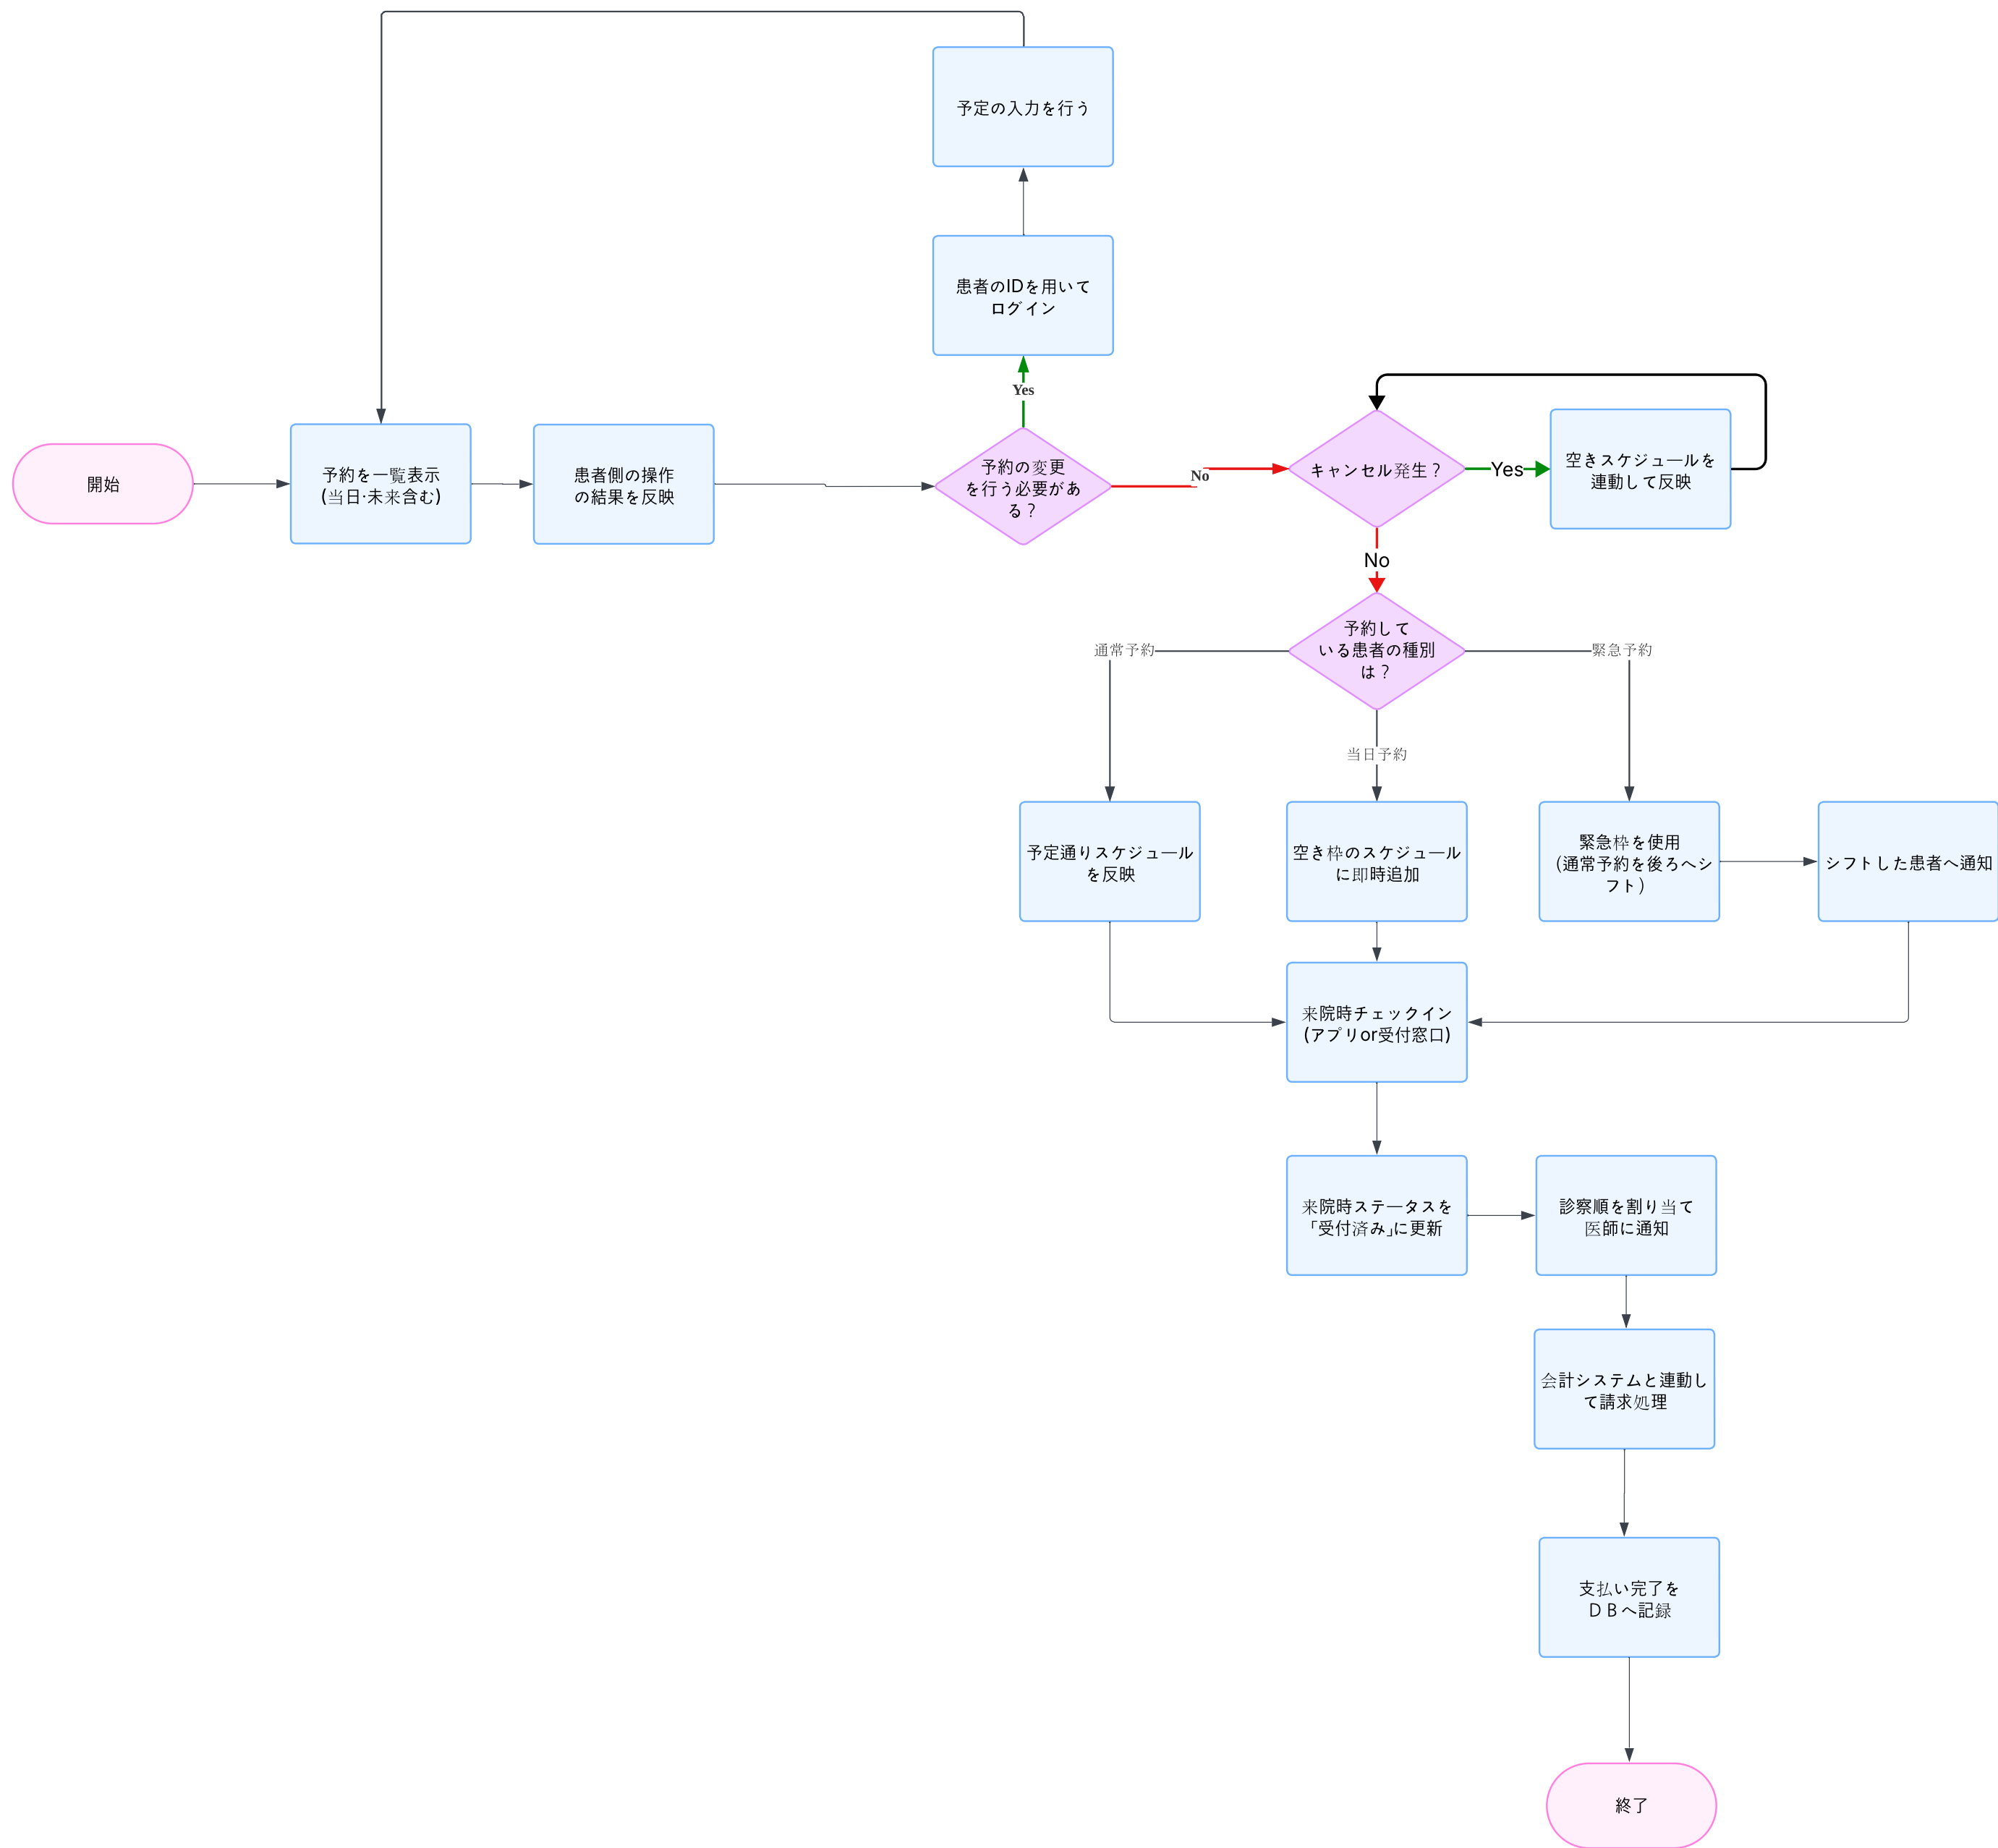 予定の入力を行う
患者のIDを用いて
ログイン
Yes
開始
予約を一覧表示
(当日·未来含む)
患者側の操作
の結果を反映
予約の変更
を行う必要があ
る？
No
キャンセル発生？
Yes
空きスケジュールを
連動して反映
No
予約して
いる患者の種別
は？
通常予約
緊急予約
当日予約
予定通りスケジュール
を反映
空き枠のスケジュール
に即時追加
緊急枠を使用
（通常予約を後ろへシ
フト）
シフトした患者へ通知
来院時チェックイン
(アプリor受付窓口)
来院時ステータスを
「受付済み」に更新
診察順を割り当て
医師に通知
会計システムと連動し
て請求処理
支払い完了を
ＤＢへ記録
終了